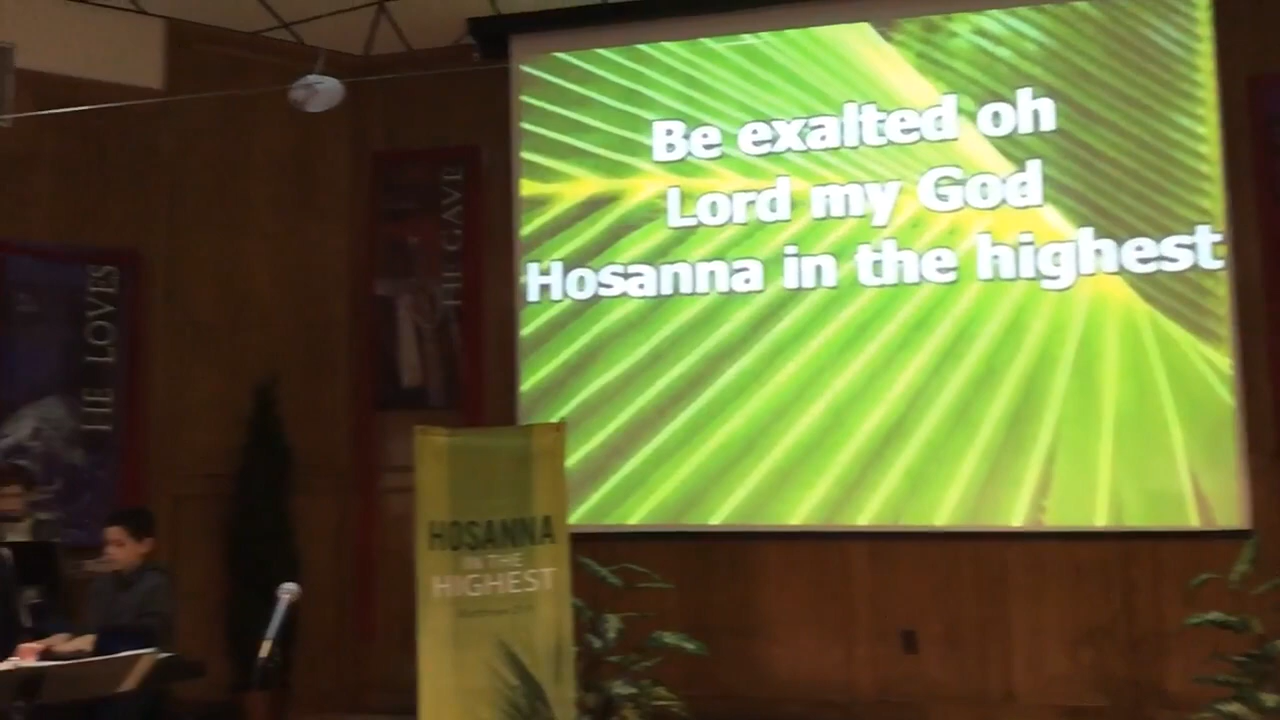 Be exalted oh
Lord my God
Hosanna in the highest
HE GAVE
HE LOVES
HOSANNA
IN THE
HIGHEST